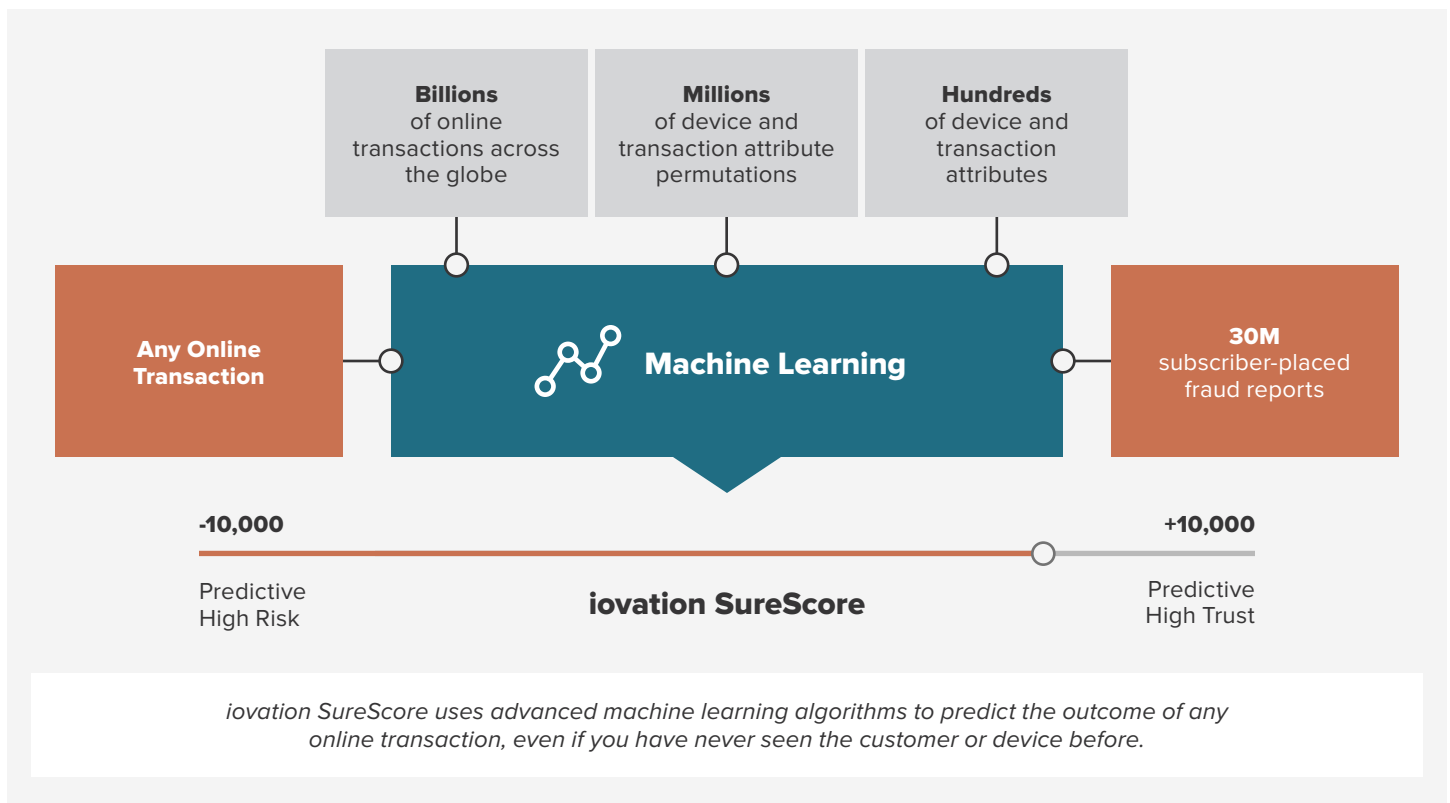 Billions
of online
transactions across
the globe
Millions
of device and
transaction attribute
permutations
Hundreds
of device and
transaction
attributes
Any Online
Transaction
Machine Learning
30M
subscriber-placed
fraud reports
-10,000
+10,000
Predictive
High Risk
iovation SureScore
Predictive
High Trust
iovation SureScore uses advanced machine learning algorithms to predict the outcome of any
online transaction, even if you have never seen the customer or device before.